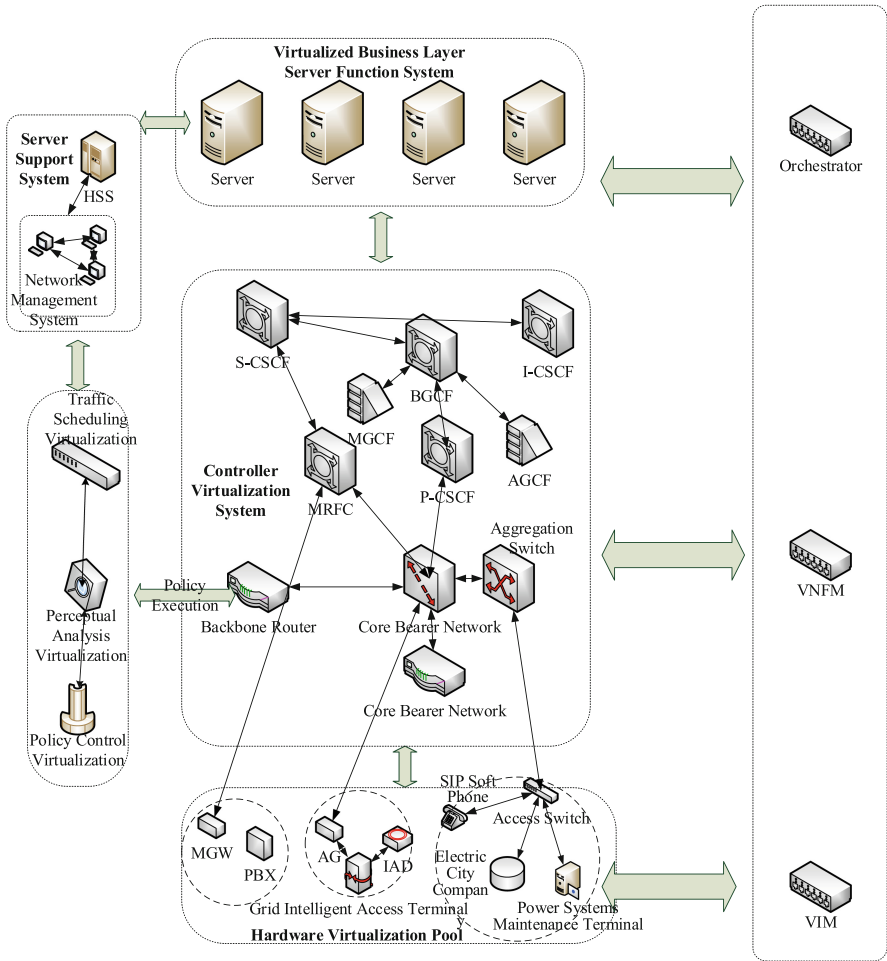 Virtualized Business Layer
Server Function System
Server
Server
Server
Server
Server
Support
System
HSS
Network
Management
System
Orchestrator
S-CSCF
I-CSCF
BGCF
MGCF
AGCF
P-CSCF
MRFC
Controller
Virtualization
System
Aggregation
Switch
Traffic
Scheduling
Virtualization
Policy
Execution
Perceptual
Analysis
Virtualization
Policy Control
Virtualization
Backbone Router
Core Bearer Network
Core Bearer Network
VNFM
SIP Soft
Phone
Access Switch
MGW
PBX
AG
IAD
Electric
City
Compan
y
Grid Intelligent Access Terminal
Power Systems
Maintenance Terminal
Hardware Virtualization Pool
VIM